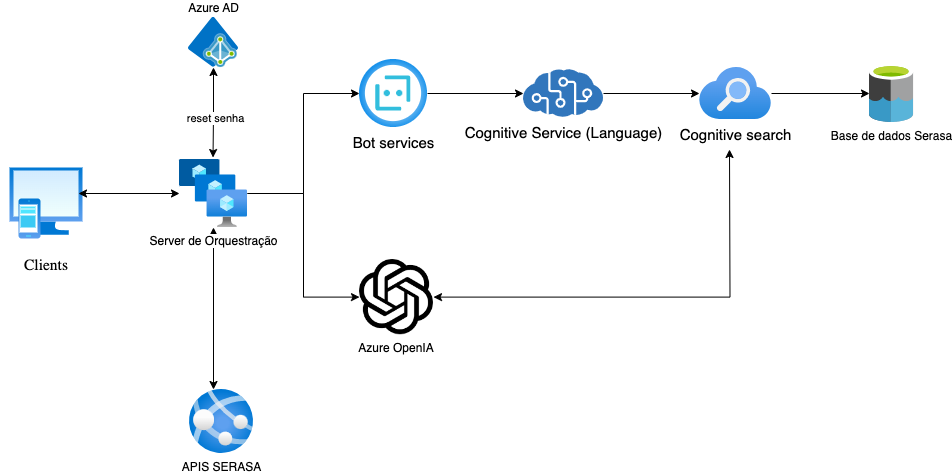 Azure AD
reset senha
Bot services
Cognitive Service (Language)
Cognitive search
Base de dados Serasa
Server de Orquestração
Clients
Azure OpenIA
APIS SERASA